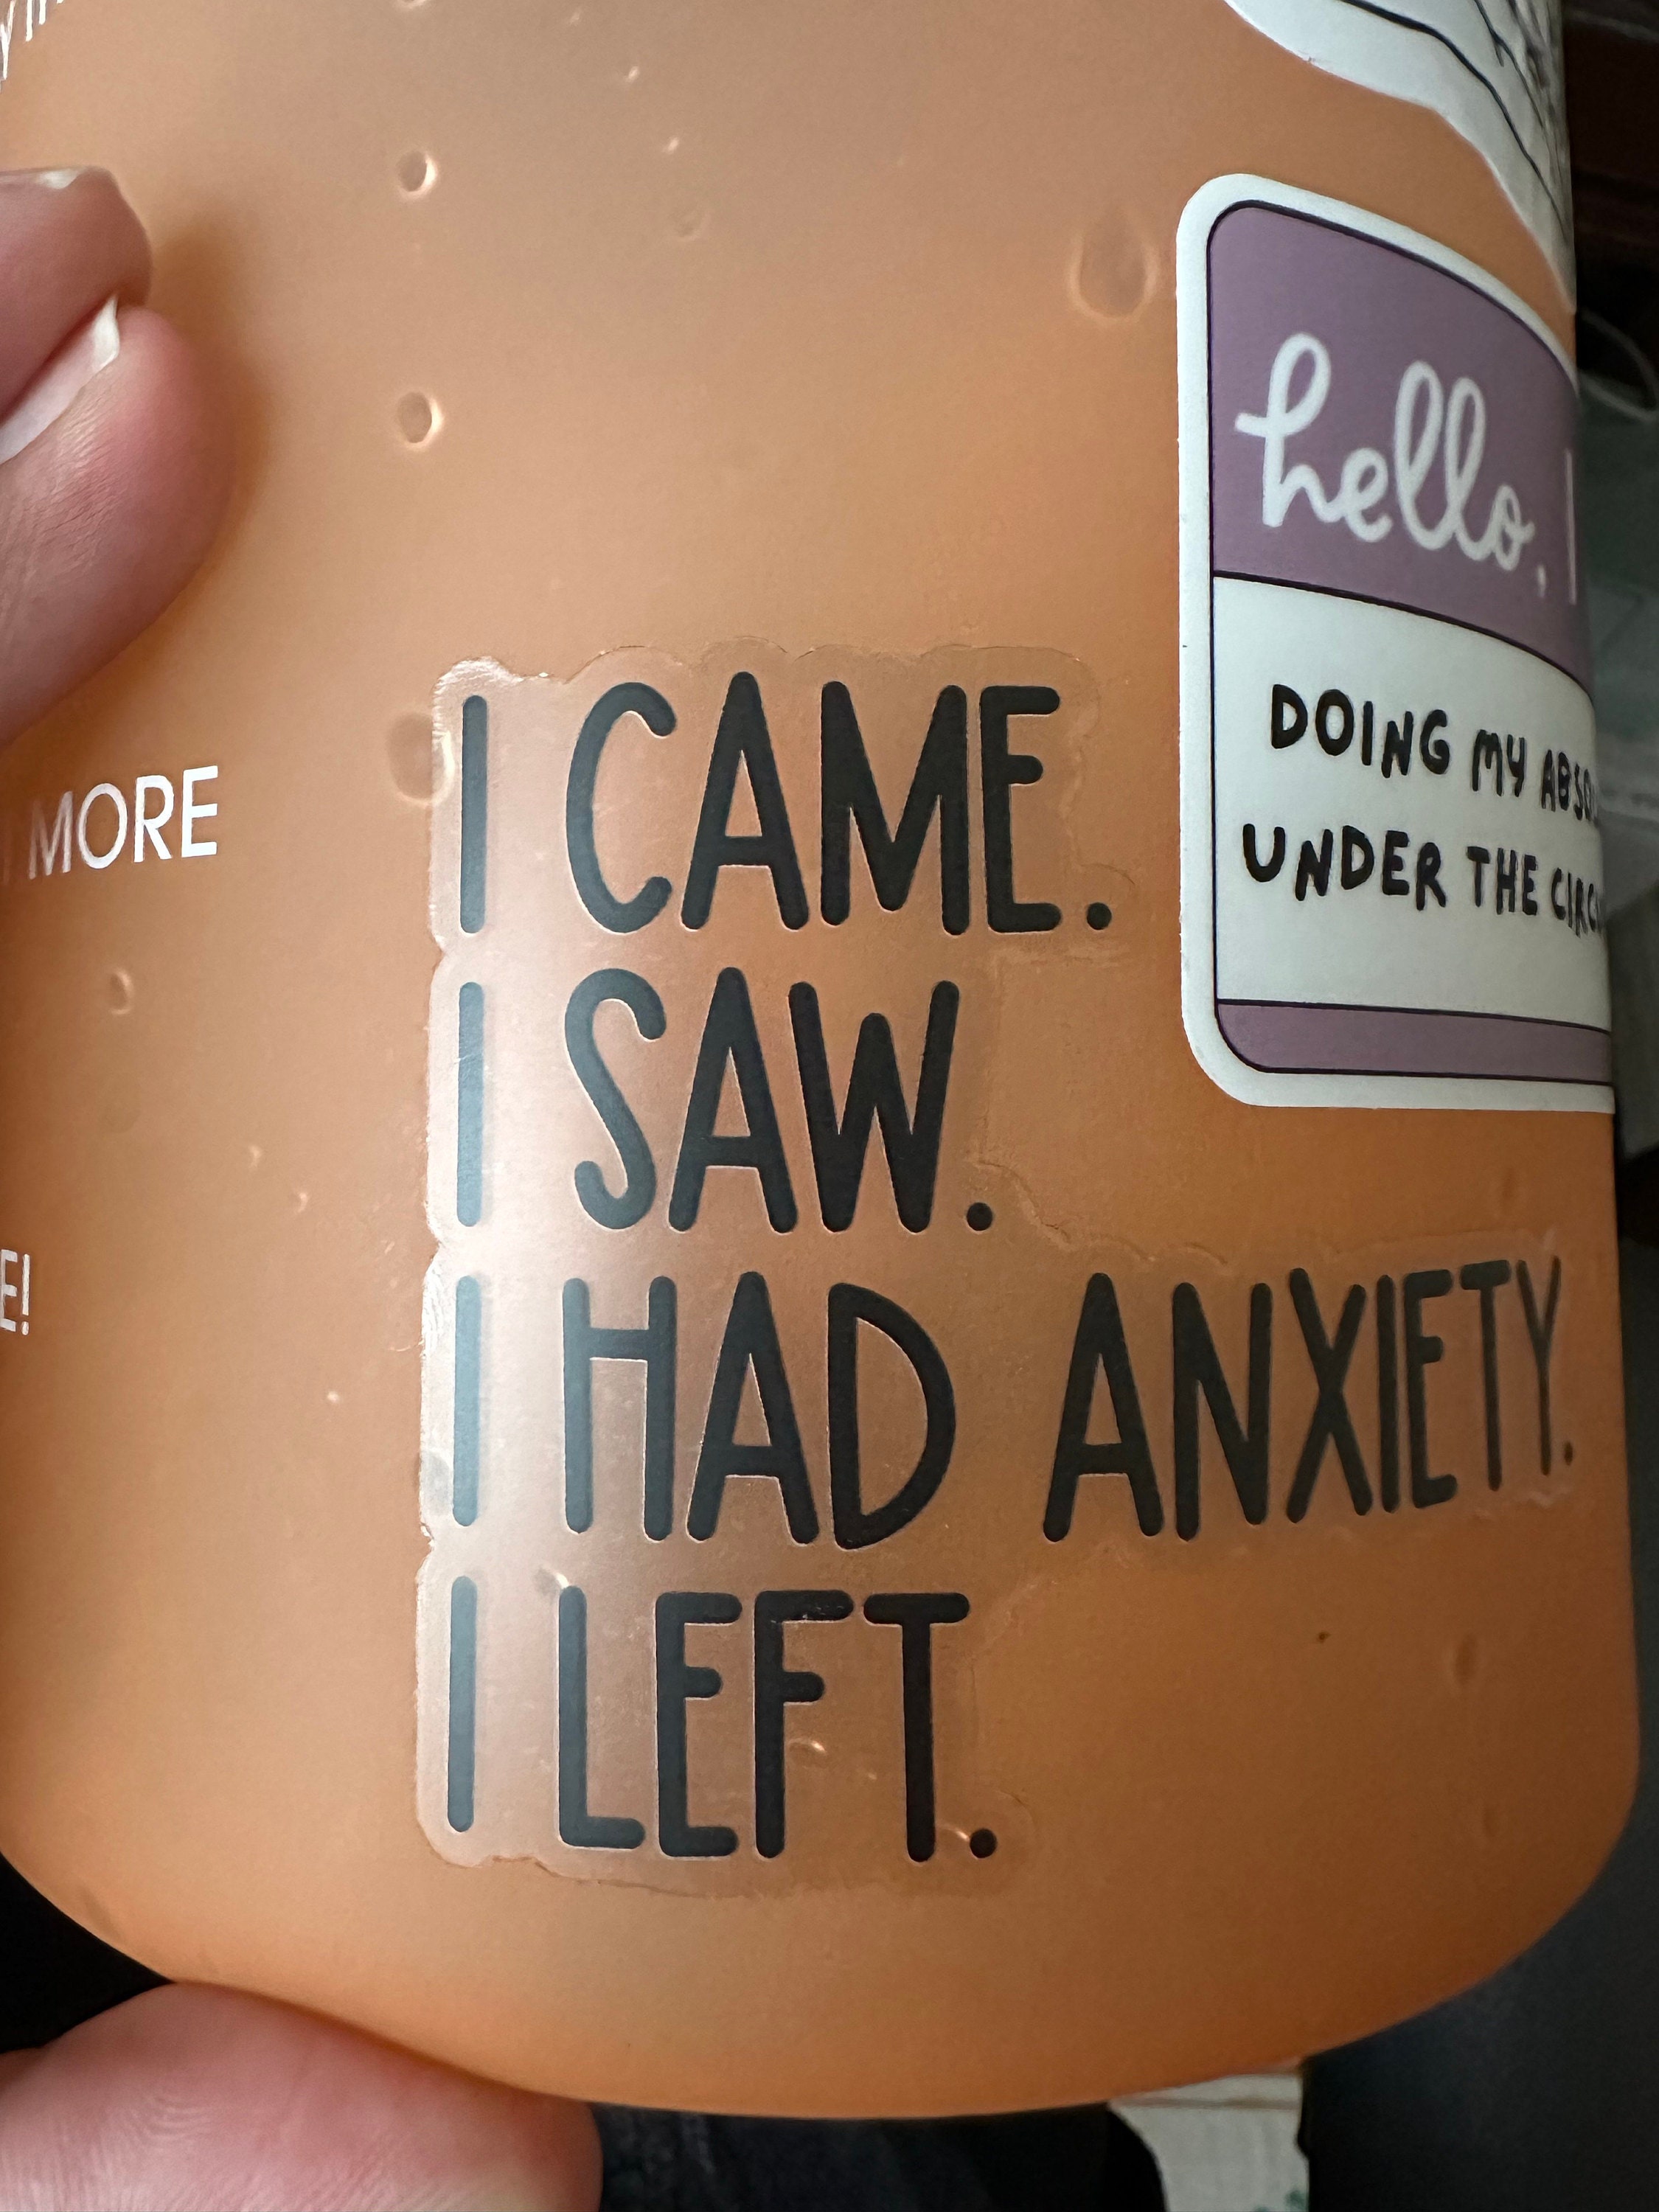 MORE
E!
I CAME.
I SAW.
I HAD ANXIETY.
I LEFT.
hello, I
DOING MY
UNDER THE